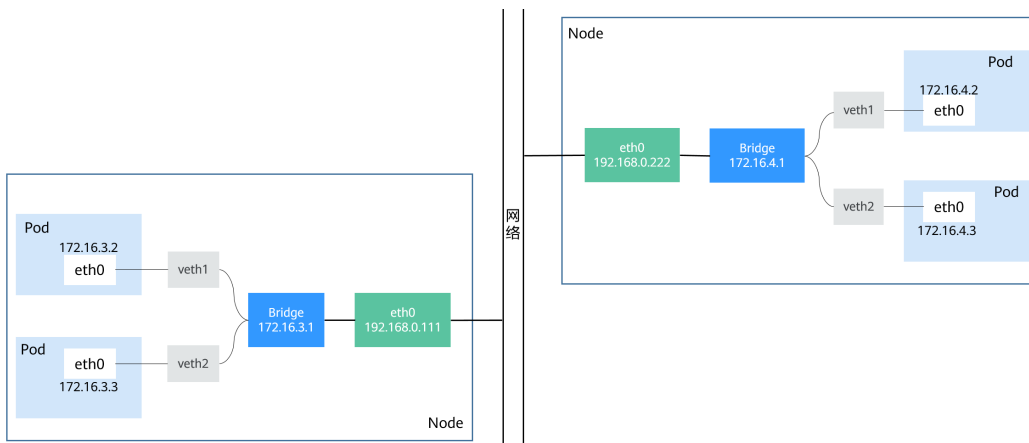 Pod
172.16.3.2
eth0
veth1
Pod
eth0
172.16.3.3
veth2
Bridge
172.16.3.1
eth0
192.168.0.111
Node
网
络
Node
eth0
192.168.0.222
Bridge
172.16.4.1
veth1
Pod
172.16.4.2
eth0
veth2
Pod
eth0
172.16.4.3